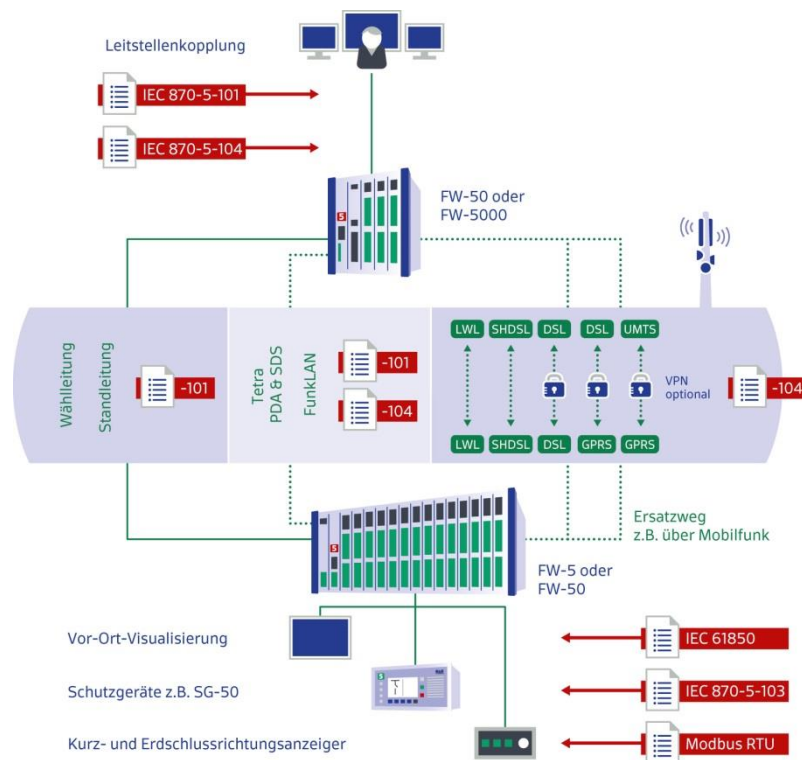 Leitstellenkopplung
IEC 870-5-101
IEC 870-5-104
S
FW-50 oder
FW-5000
Wählleitung
Standleitung
-101
Tetra
PDA & SDS
FunkLAN
-101
-104
LWL SHDSL DSL DSL UMTS
VPN
optional
-104
LWL SHDSL DSL GPRS GPRS
Ersatzweg
z.B. über Mobilfunk
S
FW-5 oder
FW-50
Vor-Ort-Visualisierung
IEC 61850
Schutzgeräte z.B. SG-50
S
IEC 870-5-103
Kurz- und Erdschlussrichtungsanzeiger
Modbus RTU